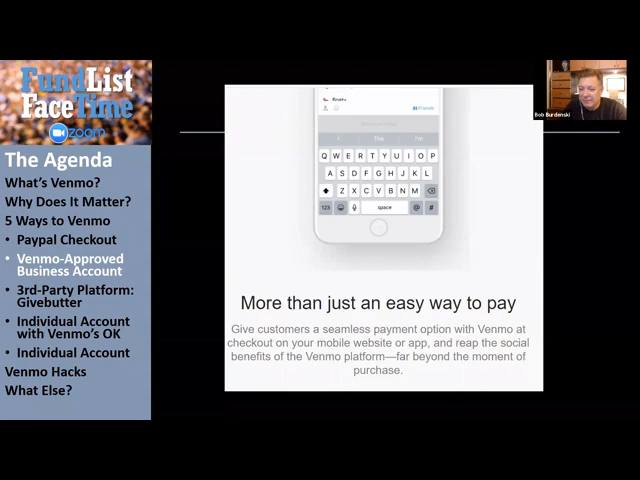 FundList
FaceTime
zoom
The Agenda
What's Venmo?
Why Does It Matter?
5 Ways to Venmo
• Paypal Checkout
• Venmo-Approved
Business Account
• 3rd-Party Platform:
Givebutter
• Individual Account
with Venmo's OK
• Individual Account
Venmo Hacks
What Else?
Friends
I The I'm
Q W E R T Y U I O P
A S D F G H J K L
Z X C V B N M
123 space @ #
More than just an easy way to pay
Give customers a seamless payment option with Venmo at
checkout on your mobile website or app, and reap the social
benefits of the Venmo platform—far beyond the moment of
purchase.
Bob Burdenski